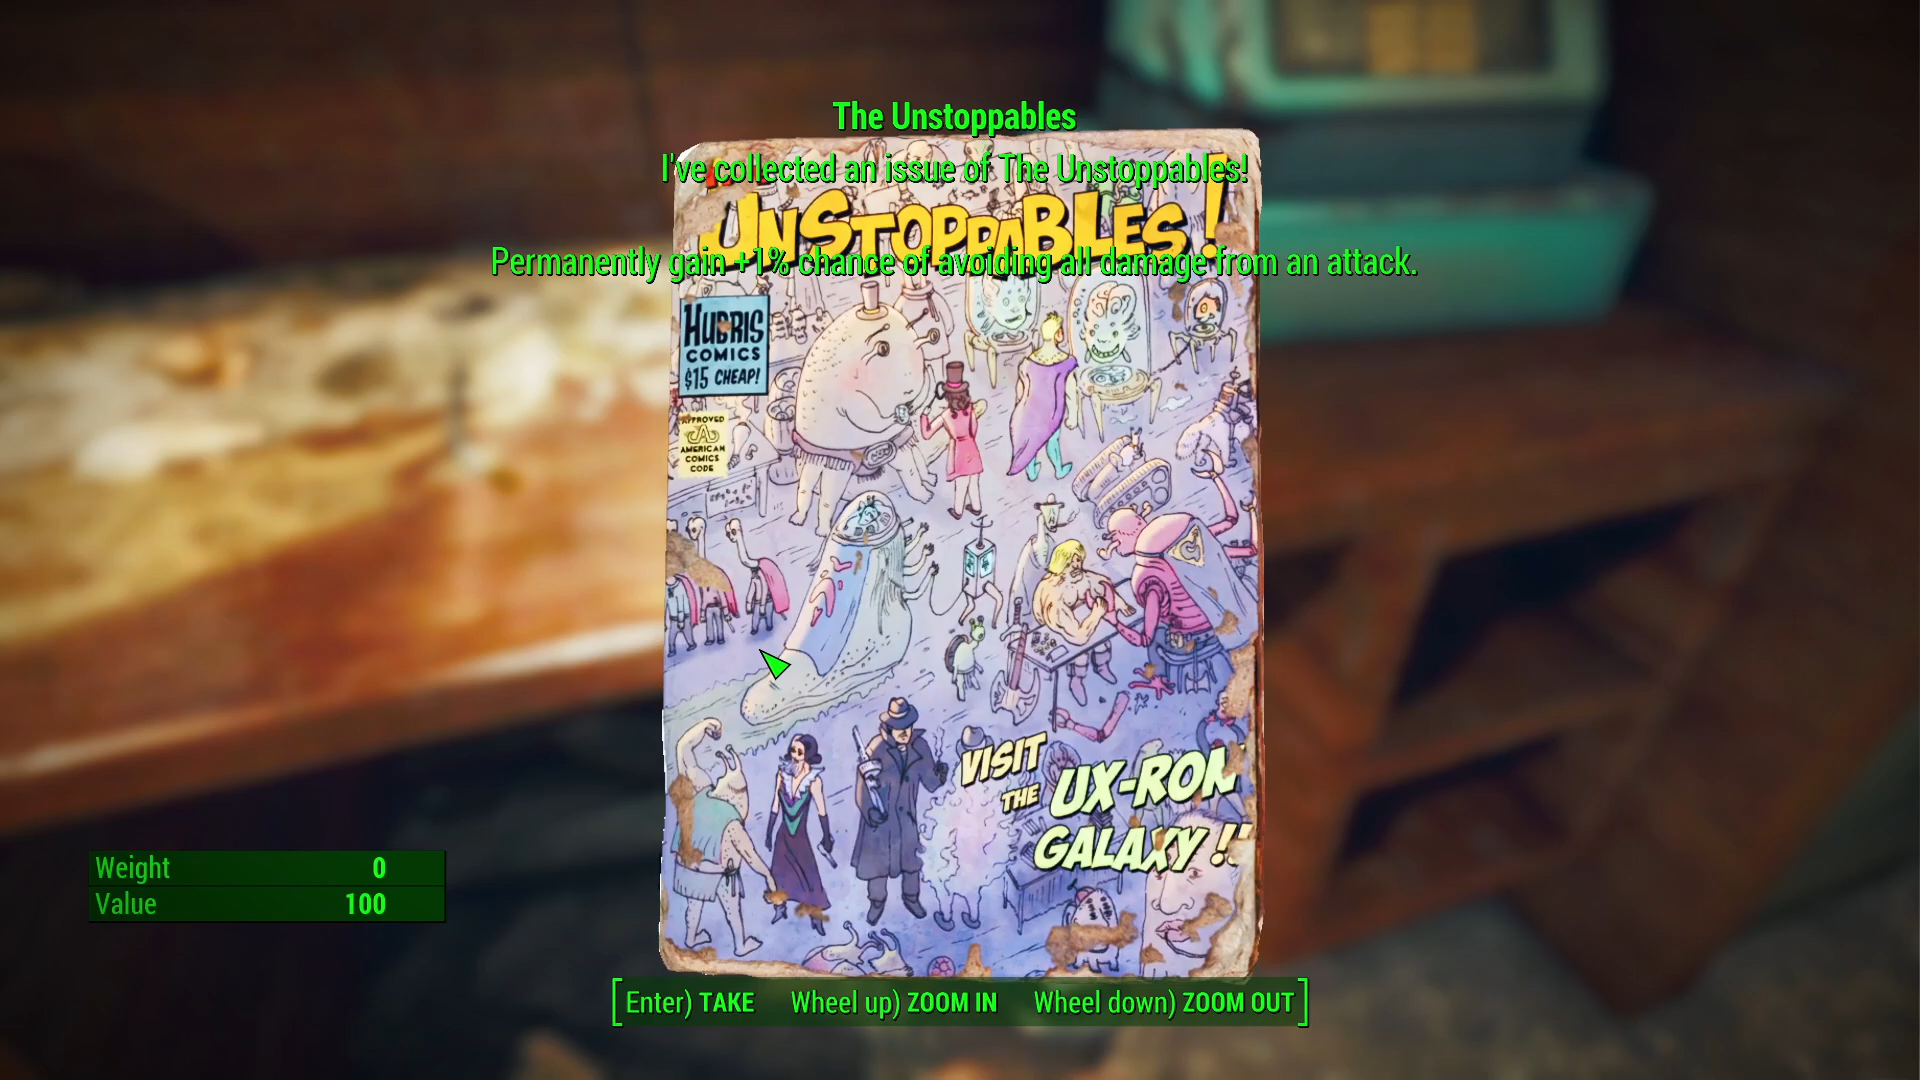 The Unstoppables
I've collected an issue of The Unstoppables!
UNSTOPPABLES!
Permanently gain +1% chance of avoiding all damage from an attack.
HUBRIS
COMICS
$15 CHEAP!
APPROVED
AMERICAN
COMICS
CODE
VISIT
THE UX-RON
GALAXY!!
Weight 0
Value 100
[Enter) TAKE Wheel up) ZOOM IN Wheel down) ZOOM OUT]